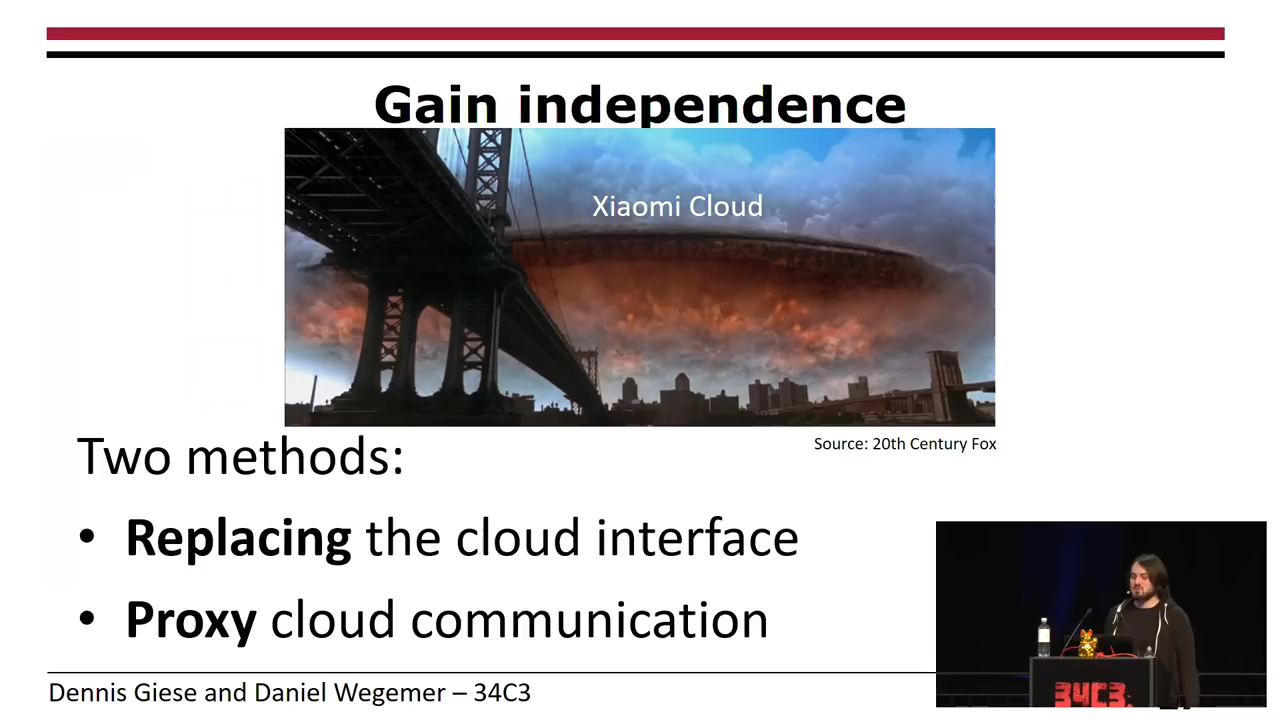 Gain independence
Xiaomi Cloud
Source: 20th Century Fox
Two methods:
• Replacing the cloud interface
• Proxy cloud communication
Dennis Giese and Daniel Wegemer – 34C3
34C3